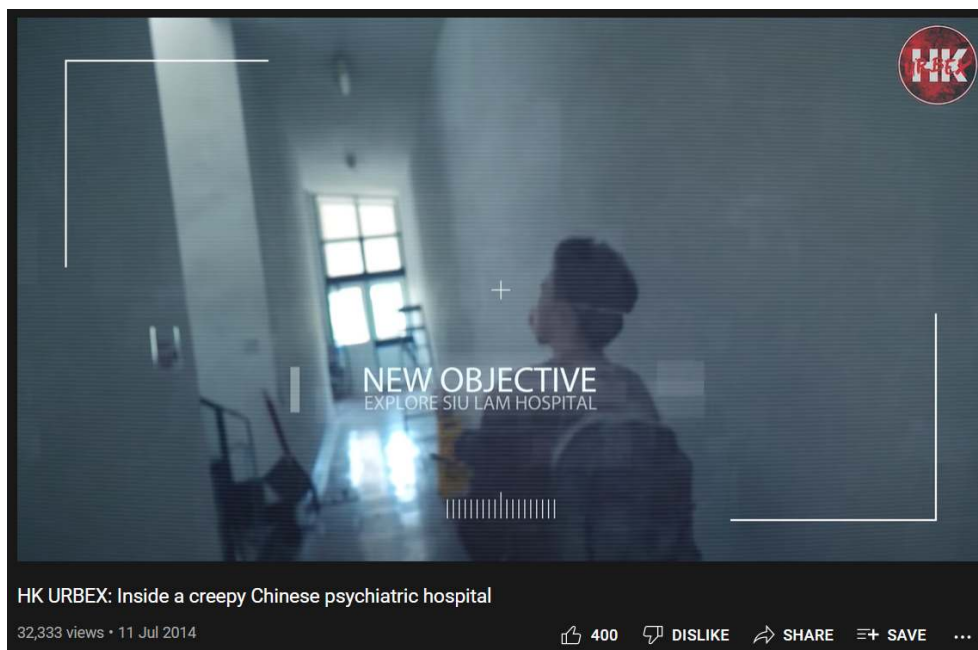 HK
URBEX
NEW OBJECTIVE
EXPLORE SIU LAM HOSPITAL
HK URBEX: Inside a creepy Chinese psychiatric hospital
32,333 views • 11 Jul 2014
400 DISLIKE SHARE SAVE ...